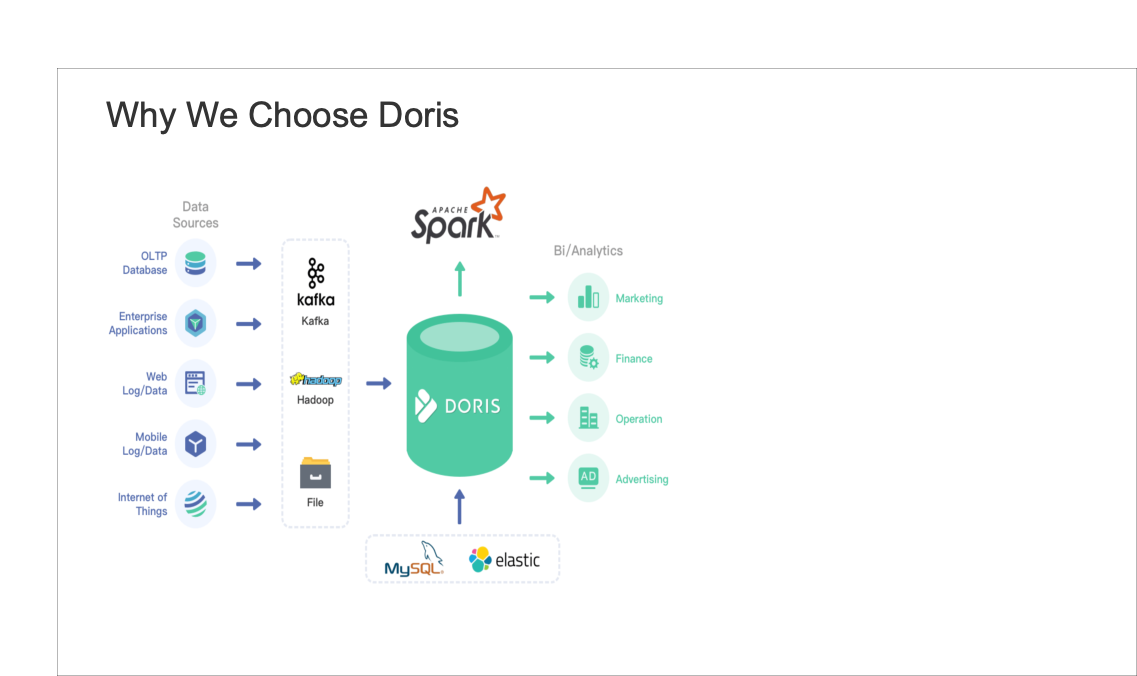 Why We Choose Doris
Data
Sources
OLTP
Database
Enterprise
Applications
Web
Log/Data
Mobile
Log/Data
Internet of
Things
kafka
Kafka
hadoop
Hadoop
File
APACHE
Spark
DORIS
MySQL
elastic
Bi/Analytics
Marketing
Finance
Operation
AD
Advertising